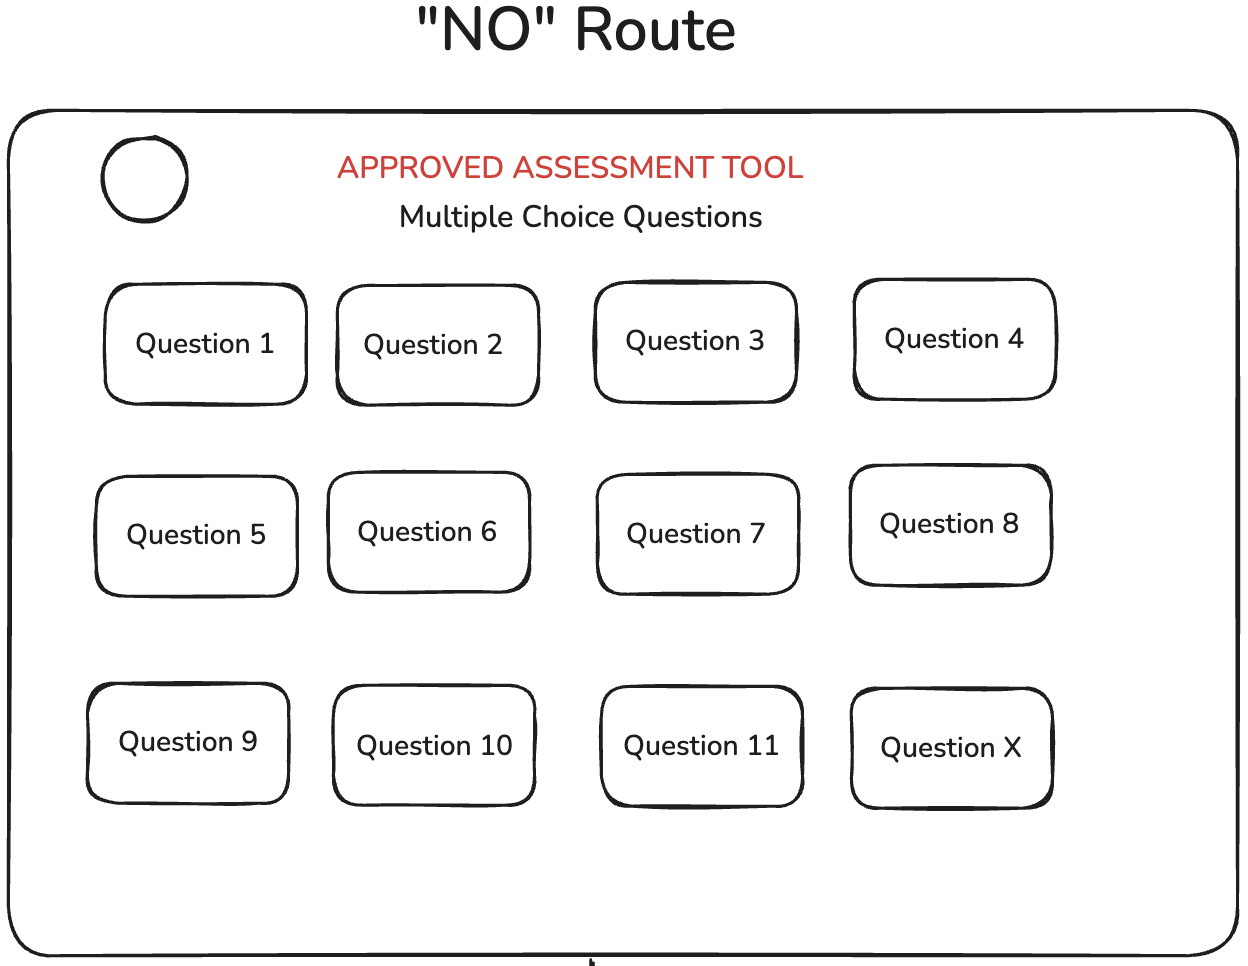 "NO" Route
APPROVED ASSESSMENT TOOL
Multiple Choice Questions
Question 1
Question 2
Question 3
Question 4
Question 5
Question 6
Question 7
Question 8
Question 9
Question 10
Question 11
Question X